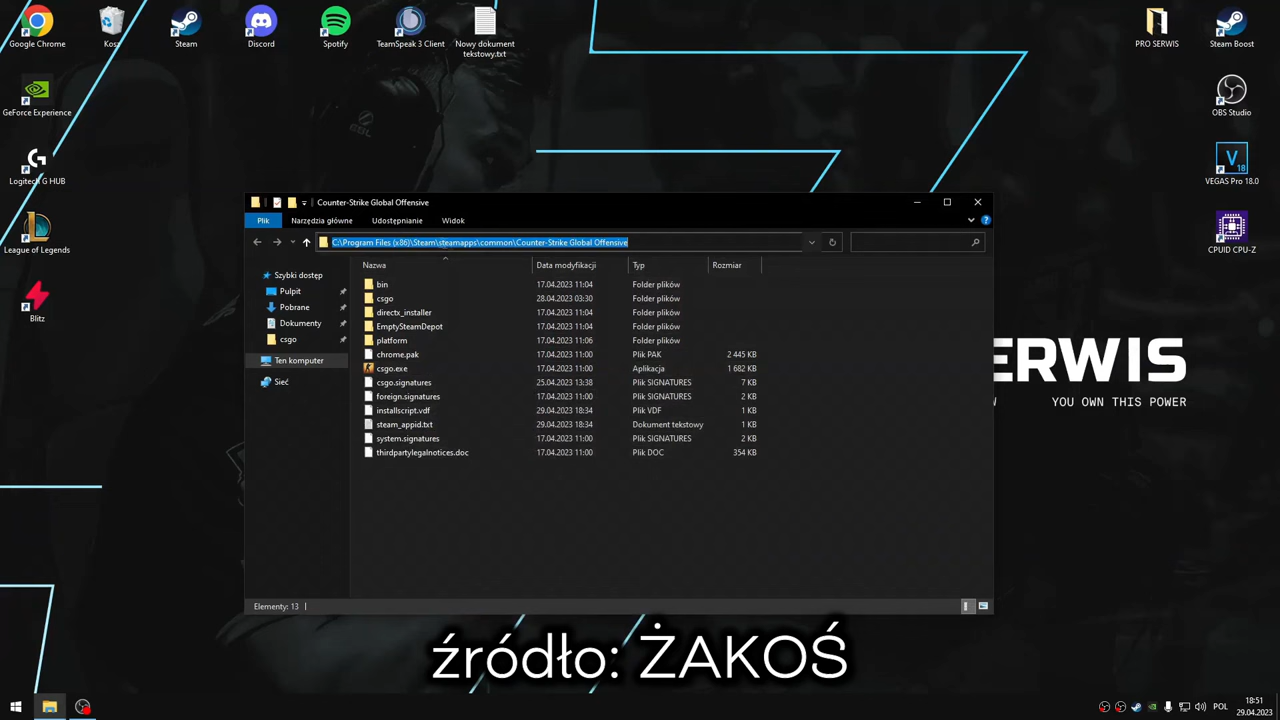 Google Chrome
Kosz
Steam
Discord
Spotify
TeamSpeak 3 Client
Nowy dokument
tekstowy.txt
PRO SERWIS
Steam Boost
GeForce Experience
OBS Studio
Logitech G HUB
VEGAS Pro 18.0
League of Legends
CPUID CPU-Z
Blitz
Counter-Strike Global Offensive
Plik
Narzędzia główne
Udostępnianie
Widok
C:\Program Files (x86)\Steam\steamapps\common\Counter-Strike Global Offensive
Szybki dostęp
Pulpit
Pobrane
Dokumenty
csgo
Ten komputer
Sieć
Nazwa Data modyfikacji Typ Rozmiar
bin 17.04.2023 11:04 Folder plików
csgo 28.04.2023 03:30 Folder plików
directx_installer 17.04.2023 11:04 Folder plików
EmptySteamDepot 17.04.2023 11:04 Folder plików
platform 17.04.2023 11:06 Folder plików
chrome.pak 17.04.2023 11:00 Plik PAK 2 445 KB
csgo.exe 17.04.2023 11:00 Aplikacja 1 682 KB
csgo.signatures 25.04.2023 13:38 Plik SIGNATURES 7 KB
foreign.signatures 17.04.2023 11:00 Plik SIGNATURES 2 KB
installscript.vdf 29.04.2023 18:34 Plik VDF 1 KB
steam_appid.txt 29.04.2023 18:34 Dokument tekstowy 1 KB
system.signatures 17.04.2023 11:00 Plik SIGNATURES 2 KB
thirdpartylegalnotices.doc 17.04.2023 11:00 Plik DOC 354 KB
Elementy: 13
ERWIS
YOU OWN THIS POWER
źródło: ŻAKOŚ
POL
18:51
29.04.2023